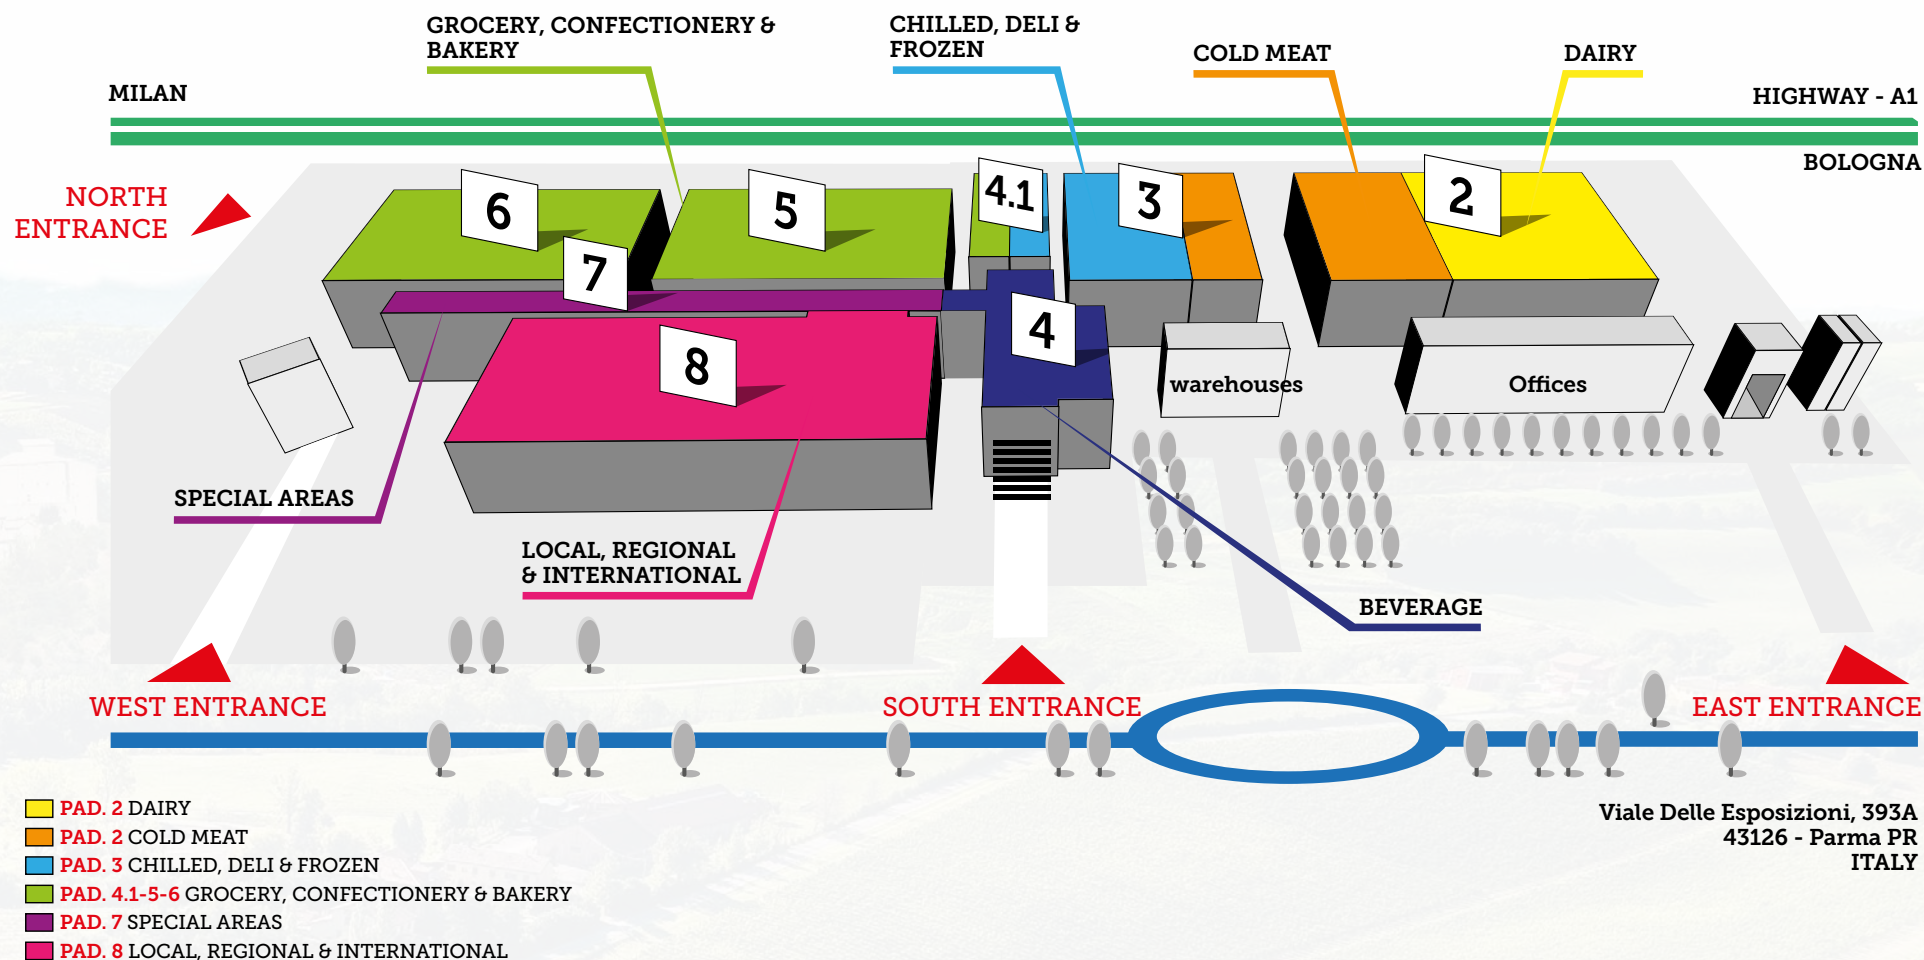 GROCERY, CONFECTIONERY &
BAKERY
CHILLED, DELI &
FROZEN
COLD MEAT
DAIRY
MILAN
HIGHWAY - A1
BOLOGNA
NORTH
ENTRANCE
6
5
4.1
3
2
7
4
8
warehouses
Offices
SPECIAL AREAS
LOCAL, REGIONAL
& INTERNATIONAL
BEVERAGE
WEST ENTRANCE
SOUTH ENTRANCE
EAST ENTRANCE
PAD. 2 DAIRY
PAD. 2 COLD MEAT
PAD. 3 CHILLED, DELI & FROZEN
PAD. 4.1-5-6 GROCERY, CONFECTIONERY & BAKERY
PAD. 7 SPECIAL AREAS
PAD. 8 LOCAL, REGIONAL & INTERNATIONAL
Viale Delle Esposizioni, 393A
43126 - Parma PR
ITALY